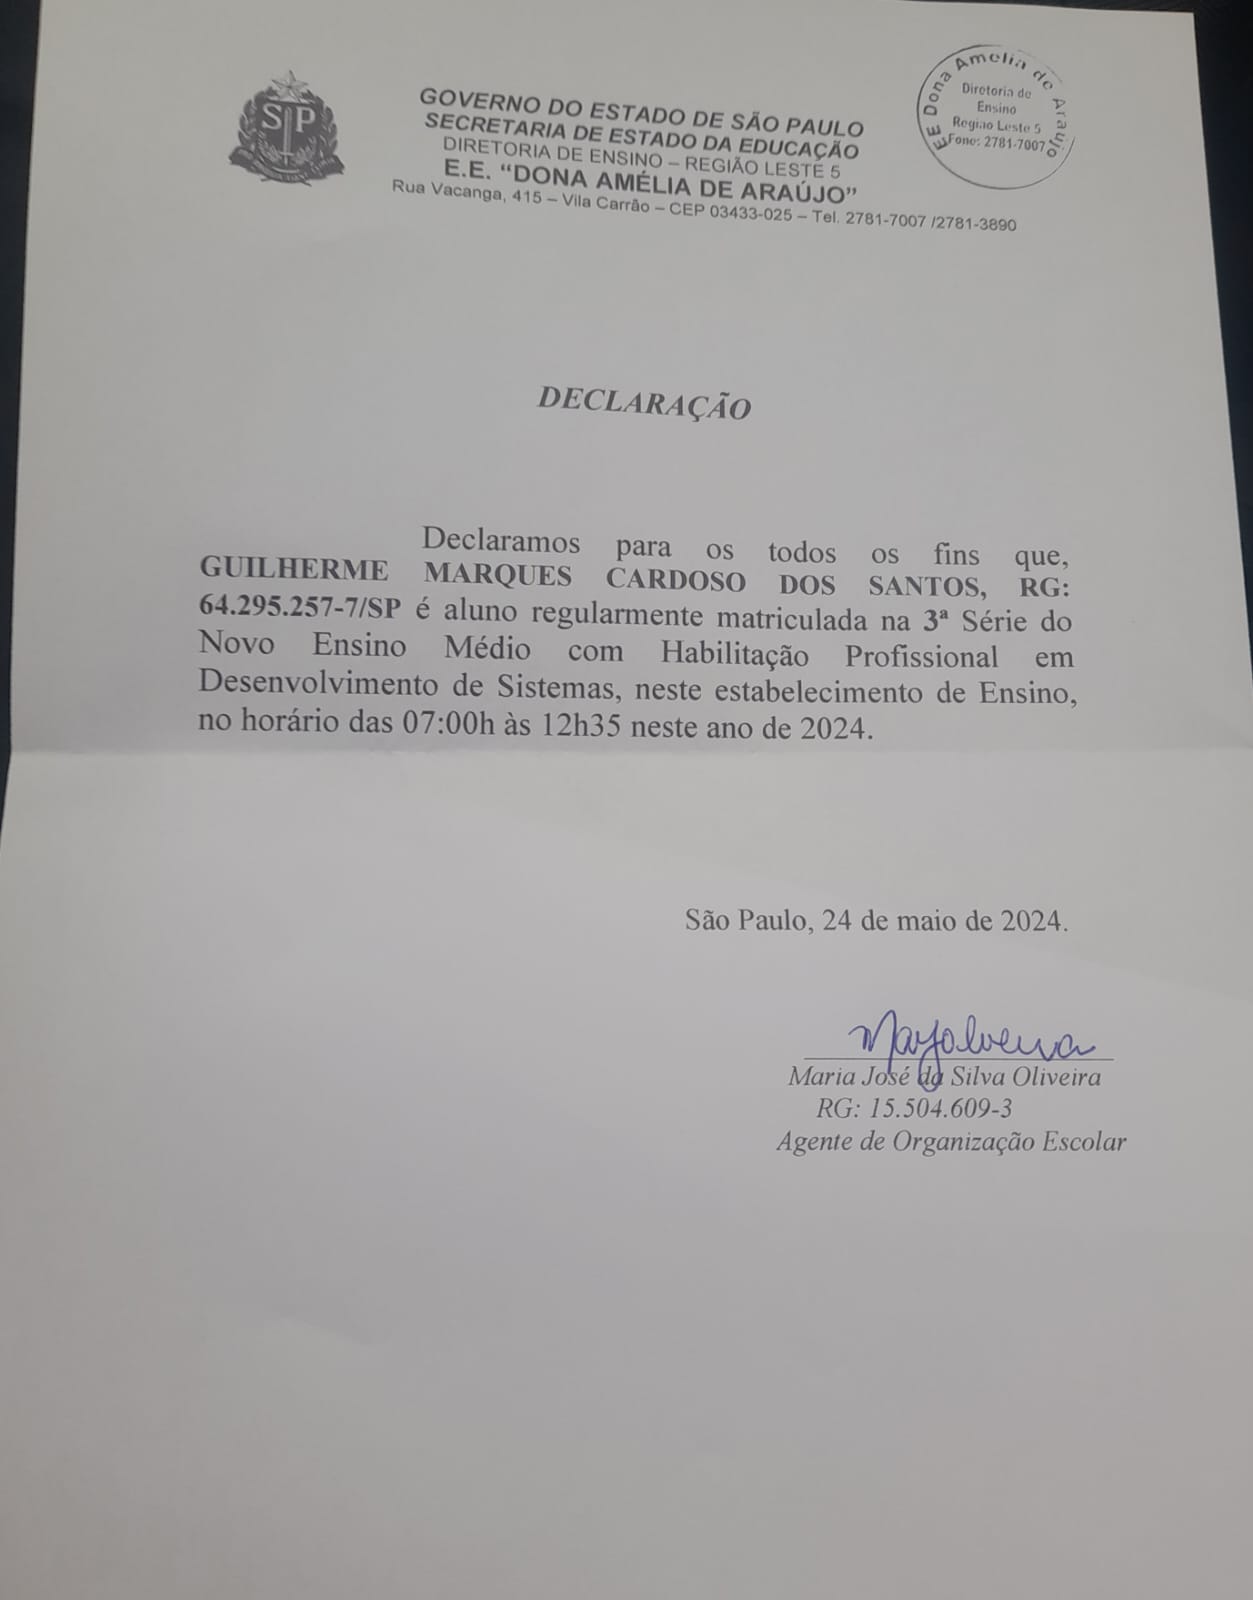 SP
GOVERNO DO ESTADO DE SÃO PAULO
SECRETARIA DE ESTADO DA EDUCAÇÃO
DIRETORIA DE ENSINO – REGIÃO LESTE 5
E.E. “DONA AMÉLIA DE ARAÚJO”
Rua Vacanga, 415 – Vila Carrão – CEP 03433-025 – Tel. 2781-7007 /2781-3890
EE Dona Amelia de Araujo
Diretoria de
Ensino
Região Leste 5
Fone: 2781-7007
DECLARAÇÃO
Declaramos para os todos os fins que,
GUILHERME MARQUES CARDOSO DOS SANTOS, RG:
64.295.257-7/SP é aluno regularmente matriculada na 3ª Série do
Novo Ensino Médio com Habilitação Profissional em
Desenvolvimento de Sistemas, neste estabelecimento de Ensino,
no horário das 07:00h às 12h35 neste ano de 2024.
São Paulo, 24 de maio de 2024.
Maria José da Silva Oliveira
RG: 15.504.609-3
Agente de Organização Escolar